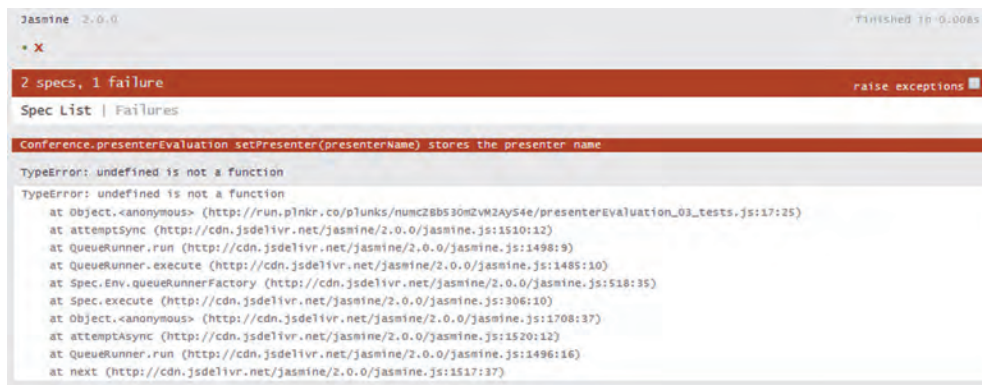 Jasmine 2.0.0 finished in 0.008s
• X
2 specs, 1 failure raise exceptions
Spec List | Failures
Conference.presenterEvaluation setPresenter(presenterName) stores the presenter name
TypeError: undefined is not a function
TypeError: undefined is not a function
at Object.<anonymous> (http://run.plnkr.co/plunks/numcZBb53OmZvM2AyS4e/presenterEvaluation_03_tests.js:17:25)
at attemptSync (http://cdn.jsdelivr.net/jasmine/2.0.0/jasmine.js:1510:12)
at QueueRunner.run (http://cdn.jsdelivr.net/jasmine/2.0.0/jasmine.js:1498:9)
at QueueRunner.execute (http://cdn.jsdelivr.net/jasmine/2.0.0/jasmine.js:1485:10)
at Spec.Env.queueRunnerFactory (http://cdn.jsdelivr.net/jasmine/2.0.0/jasmine.js:518:35)
at Spec.execute (http://cdn.jsdelivr.net/jasmine/2.0.0/jasmine.js:306:10)
at Object.<anonymous> (http://cdn.jsdelivr.net/jasmine/2.0.0/jasmine.js:1708:37)
at attemptAsync (http://cdn.jsdelivr.net/jasmine/2.0.0/jasmine.js:1520:12)
at QueueRunner.run (http://cdn.jsdelivr.net/jasmine/2.0.0/jasmine.js:1496:16)
at next (http://cdn.jsdelivr.net/jasmine/2.0.0/jasmine.js:1517:37)